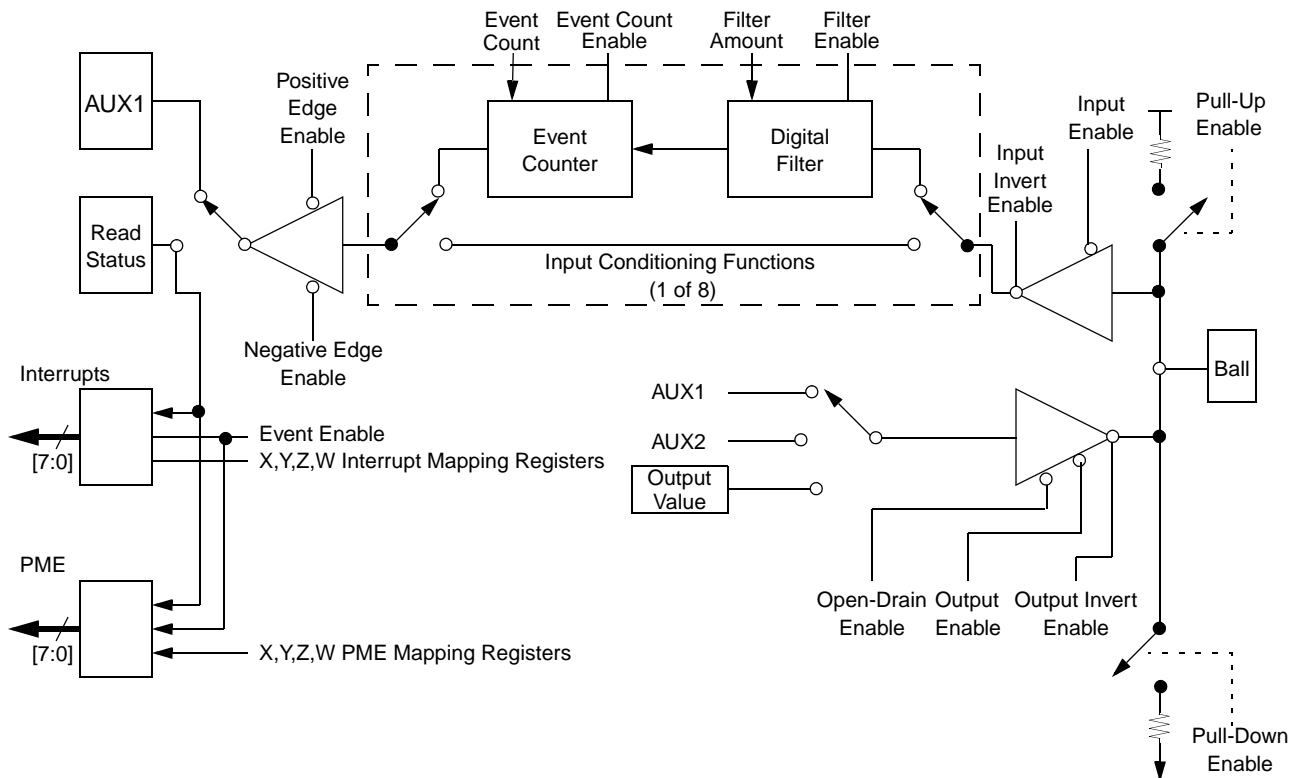 Event
Count
Event Count
Enable
Filter
Amount
Filter
Enable
AUX1
Positive
Edge
Enable
Event
Counter
Digital
Filter
Input
Enable
Pull-Up
Enable
Input
Invert
Enable
Read
Status
Input Conditioning Functions
(1 of 8)
Negative Edge
Enable
Ball
Interrupts
[7:0]
Event Enable
X,Y,Z,W Interrupt Mapping Registers
AUX1
AUX2
Output
Value
Open-Drain
Enable
Output
Enable
Output Invert
Enable
PME
[7:0]
X,Y,Z,W PME Mapping Registers
Pull-Down
Enable